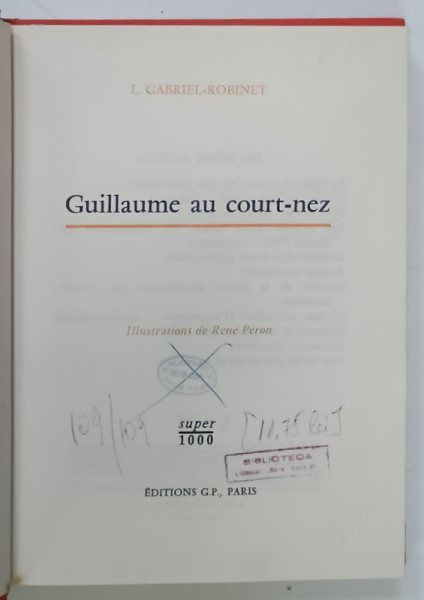 L. GABRIEL-ROBINET
Guillaume au court-nez
Illustrations de René Péron
109/109
super
1000
[11,75 lei]
BIBLIOTECA
ÉDITIONS G.P., PARIS